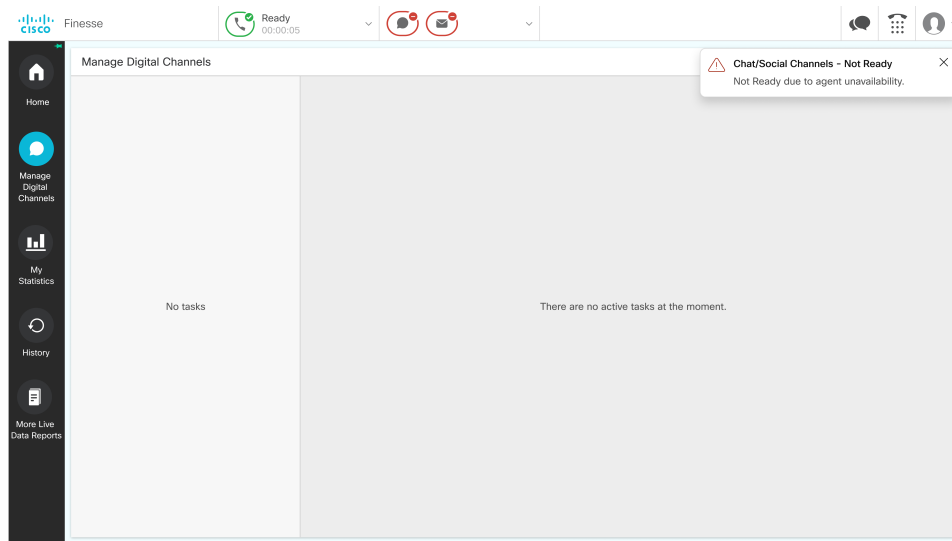 CISCO
Finesse
Ready
00:00:05
Manage Digital Channels
Chat/Social Channels - Not Ready
Not Ready due to agent unavailability.
Home
Manage
Digital
Channels
My
Statistics
History
More Live
Data Reports
No tasks
There are no active tasks at the moment.